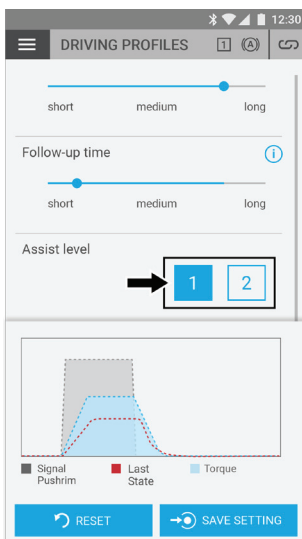 12:30
DRIVING PROFILES 1 (A)
short medium long
Follow-up time i
short medium long
Assist level
1 2
Signal Pushrim
Last State
Torque
RESET SAVE SETTING